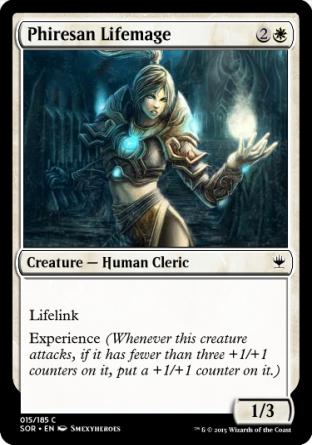 Phiresan Lifemage 2
Creature — Human Cleric
Lifelink
Experience (Whenever this creature
attacks, if it has fewer than three +1/+1
counters on it, put a +1/+1 counter on it.)
1/3
015/185 C
SOR • EN SMEXYHEROES ™ & © 2015 Wizards of the Coast